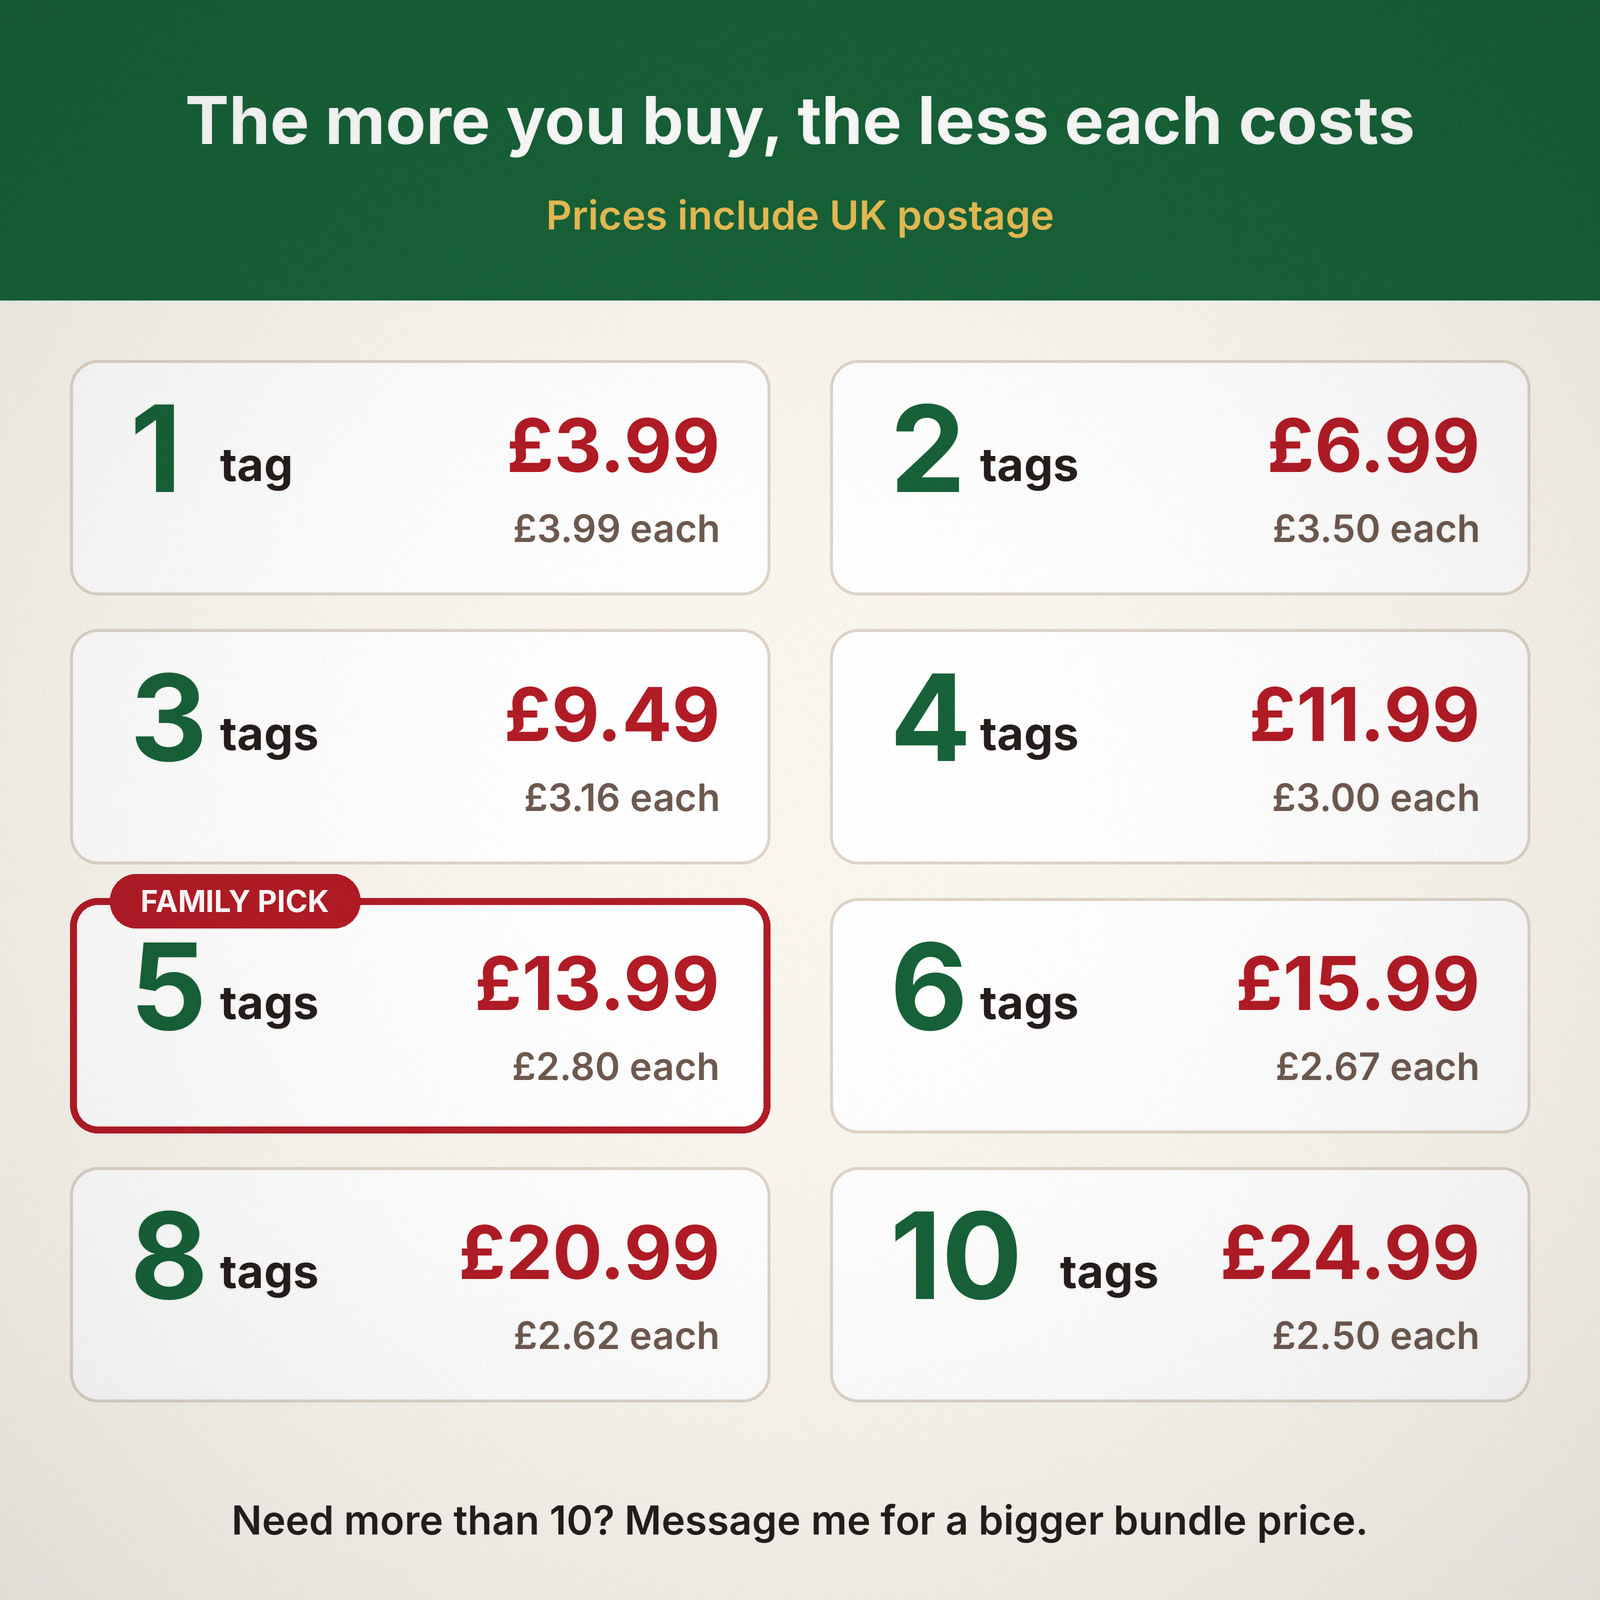 The more you buy, the less each costs
Prices include UK postage
1 tag £3.99
£3.99 each
2 tags £6.99
£3.50 each
3 tags £9.49
£3.16 each
4 tags £11.99
£3.00 each
FAMILY PICK
5 tags £13.99
£2.80 each
6 tags £15.99
£2.67 each
8 tags £20.99
£2.62 each
10 tags £24.99
£2.50 each
Need more than 10? Message me for a bigger bundle price.